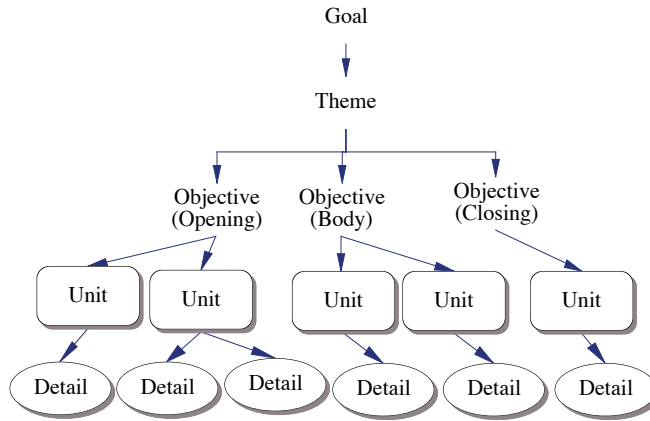 Goal
Theme
Objective
(Opening)
Objective
(Body)
Objective
(Closing)
Unit
Unit
Unit
Unit
Unit
Detail
Detail
Detail
Detail
Detail
Detail